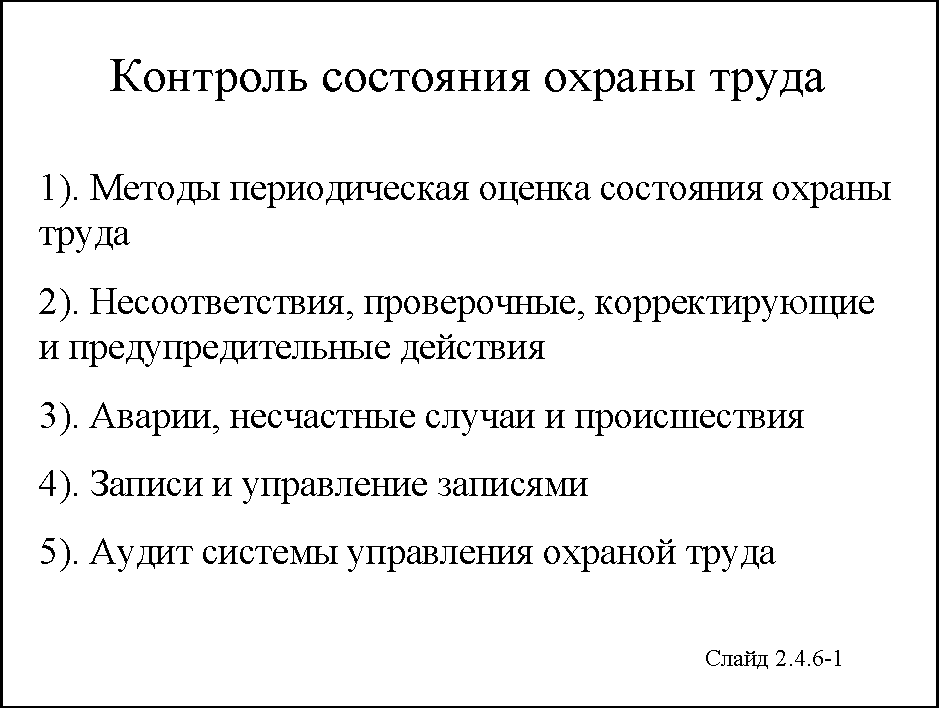 Контроль состояния охраны труда
1). Методы периодическая оценка состояния охраны
труда
2). Несоответствия, проверочные, корректирующие
и предупредительные действия
3). Аварии, несчастные случаи и происшествия
4). Записи и управление записями
5). Аудит системы управления охраной труда
Слайд 2.4.6-1